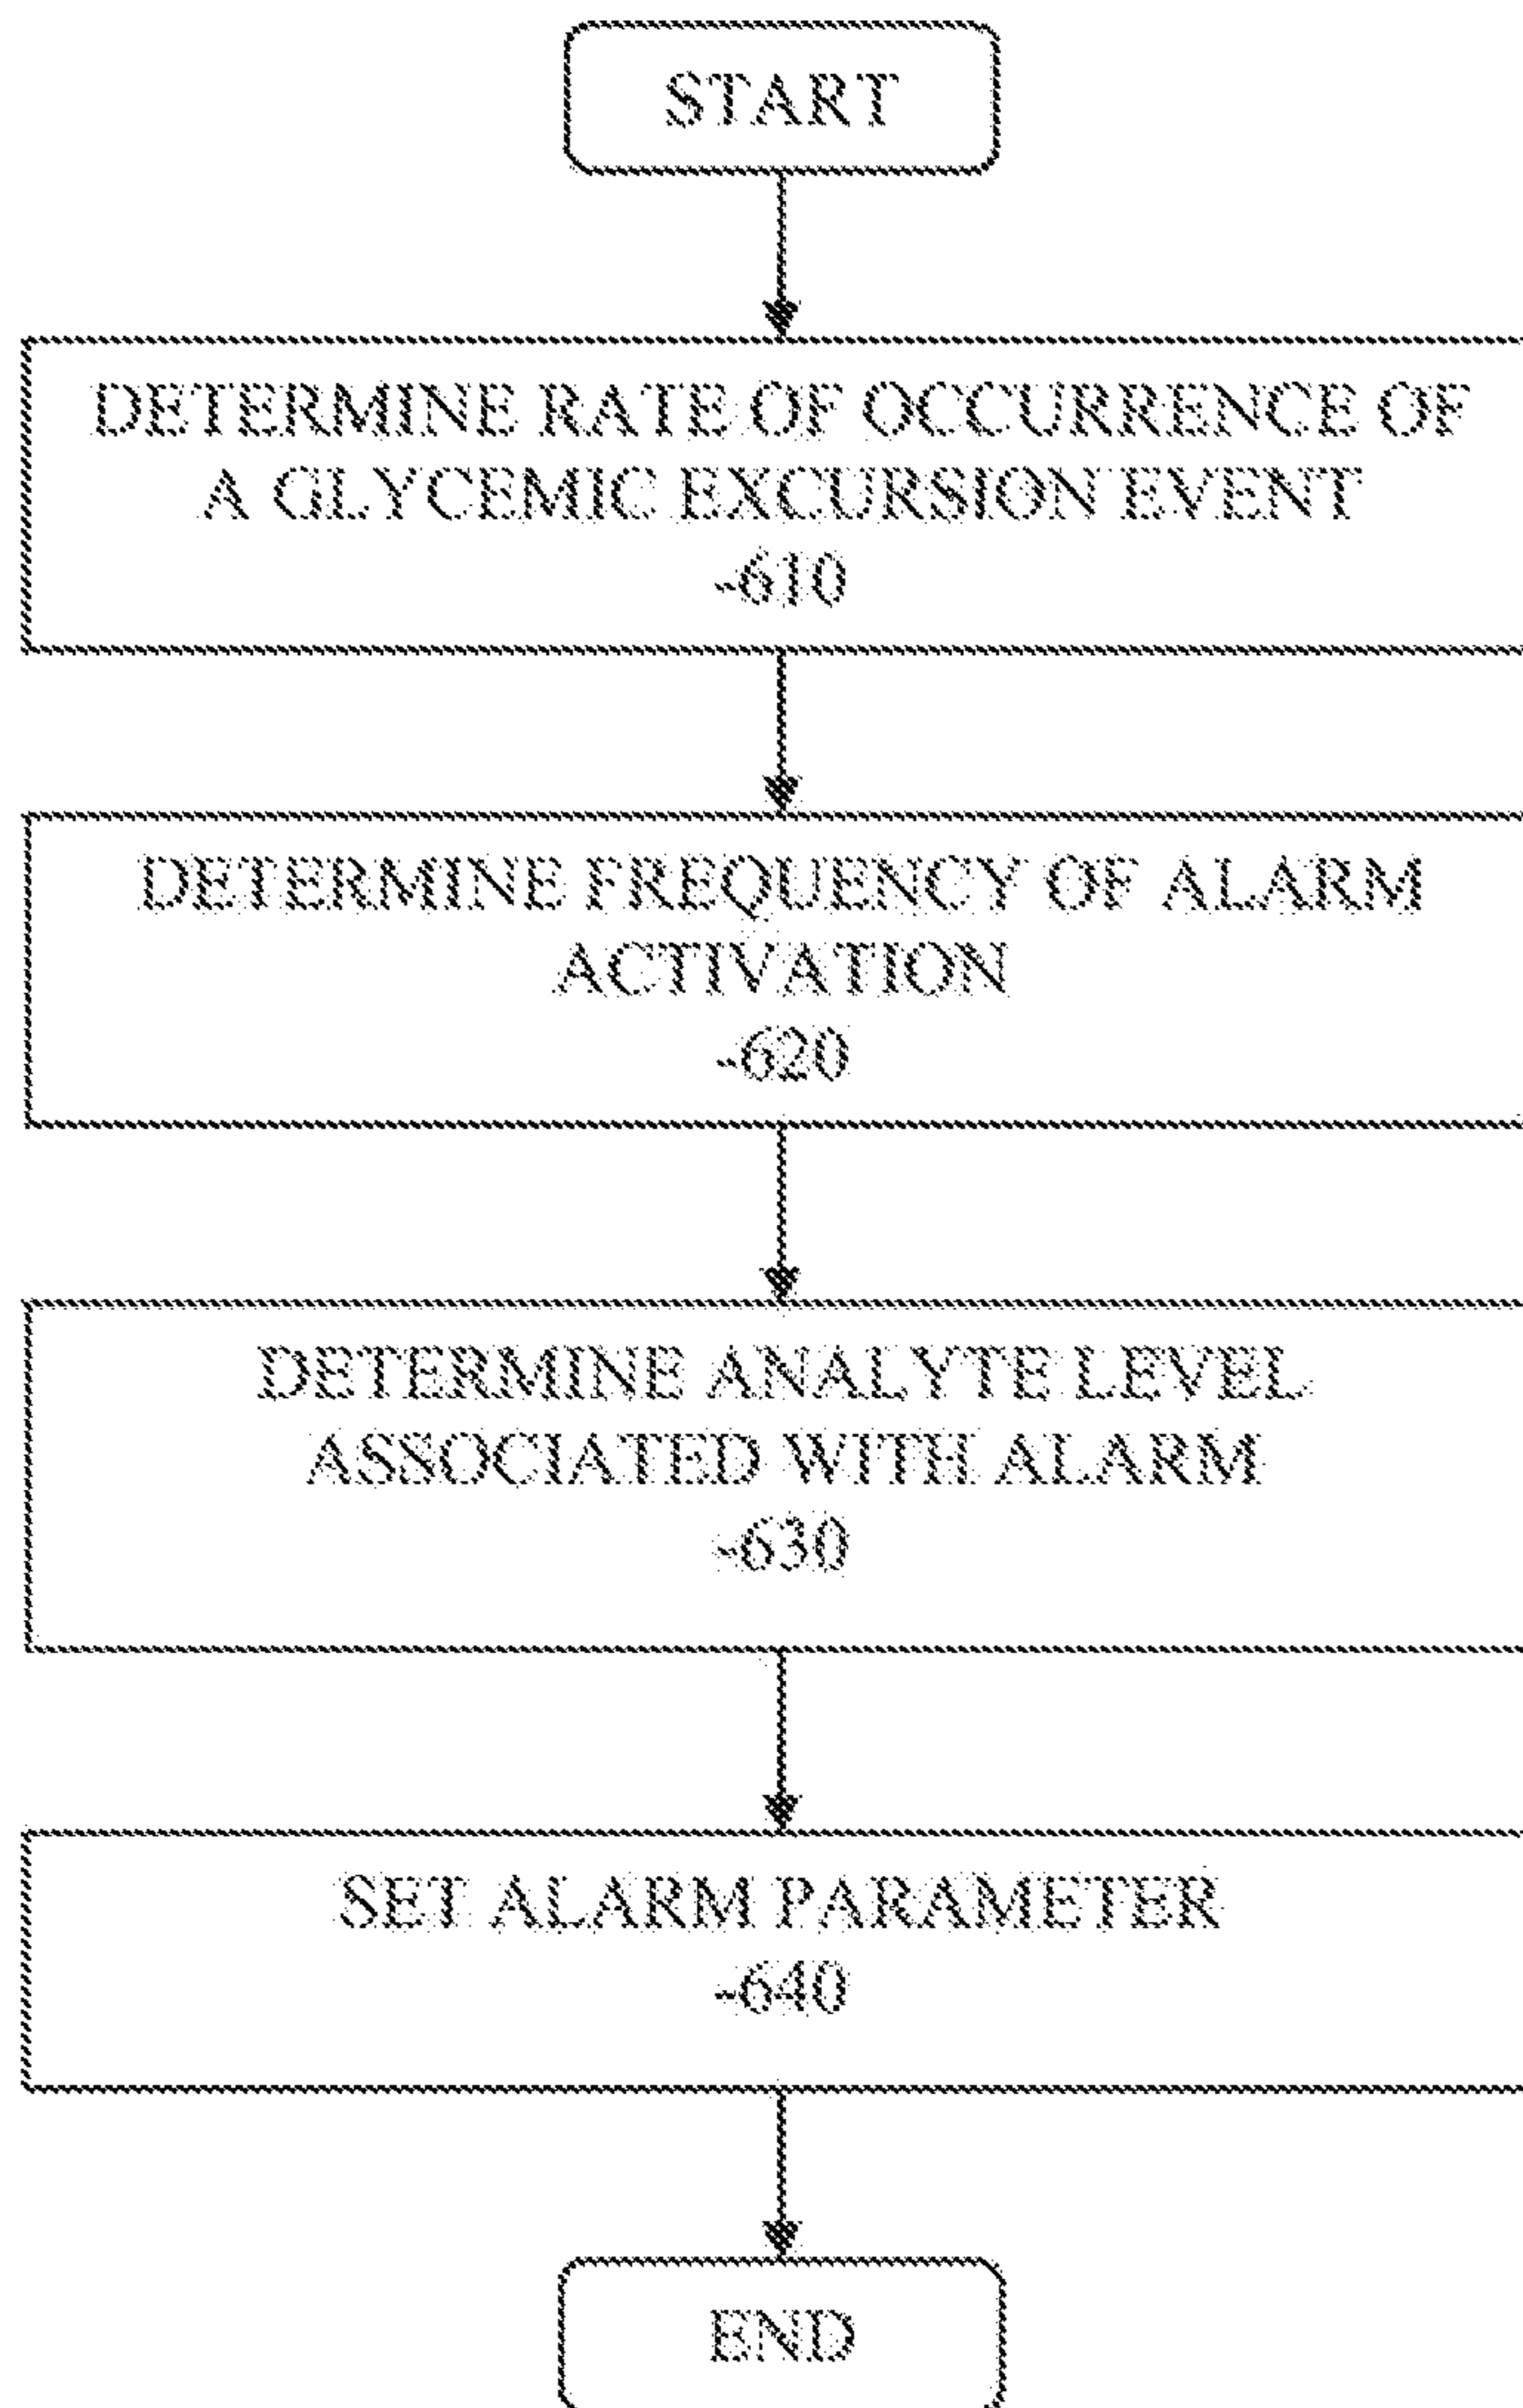 START
DETERMINE RATE OF OCCURRENCE OF
A GLYCEMIC EXCURSION EVENT
-610
DETERMINE FREQUENCY OF ALARM
ACTIVATION
-620
DETERMINE ANALYTE LEVEL
ASSOCIATED WITH ALARM
-630
SET ALARM PARAMETER
-640
END